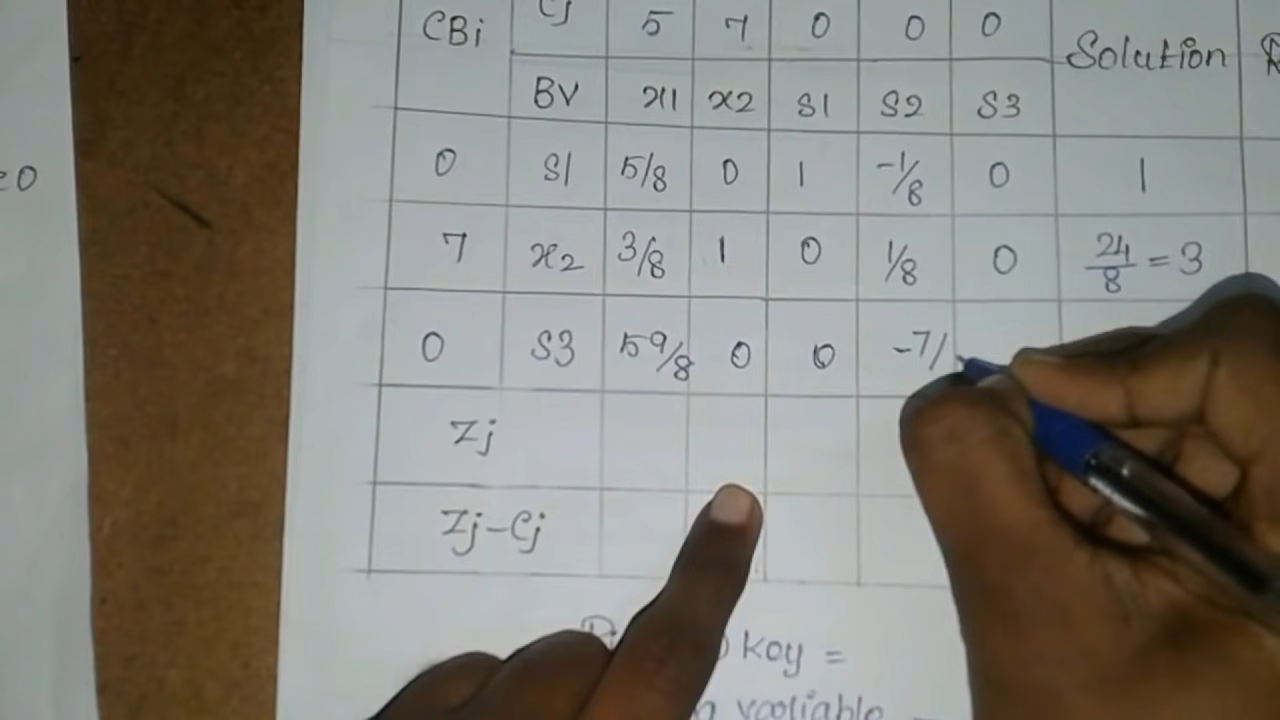 CBi Cj 5 7 0 0 0 Solution
BV x1 x2 S1 S2 S3
0 S1 5/8 0 1 -1/8 0 1
7 x2 3/8 1 0 1/8 0 24/8 = 3
0 S3 59/8 0 0 -7/
Zj
Zj-Cj
Key =